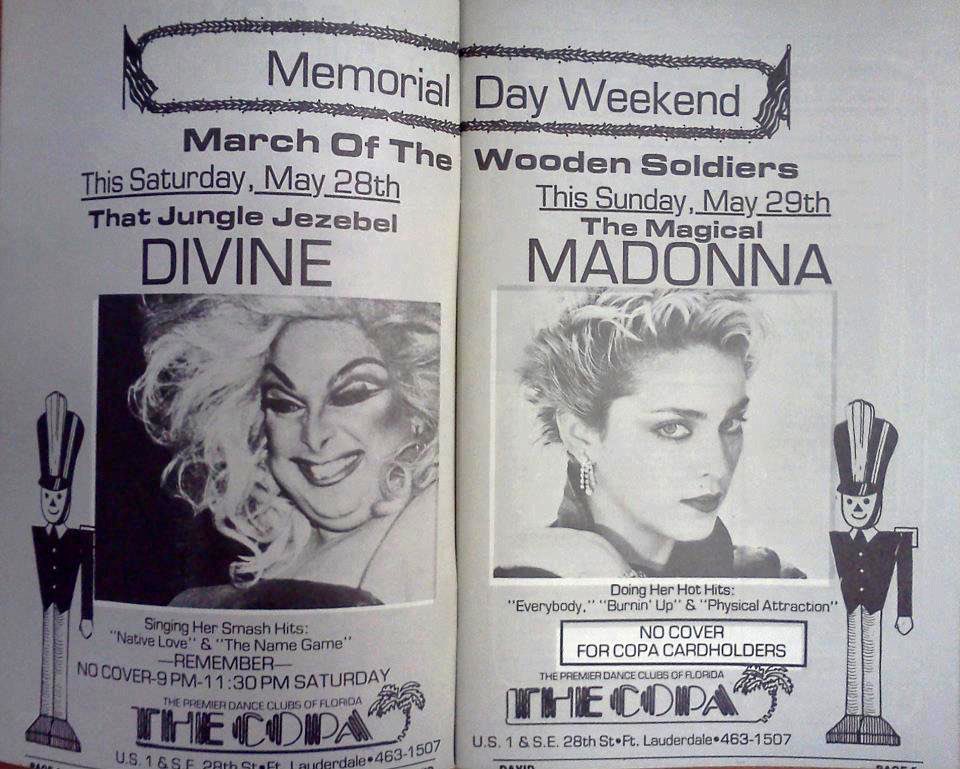 Memorial Day Weekend
March Of The Wooden Soldiers
This Saturday, May 28th
That Jungle Jezebel
DIVINE
Singing Her Smash Hits:
"Native Love" & "The Name Game"
—REMEMBER—
NO COVER-9 PM-11:30 PM SATURDAY
THE PREMIER DANCE CLUBS OF FLORIDA
THE COPA
U.S. 1 & S.E. 28th St•Ft. Lauderdale•463-1507
This Sunday, May 29th
The Magical
MADONNA
Doing Her Hot Hits:
"Everybody," "Burnin' Up" & "Physical Attraction"
NO COVER
FOR COPA CARDHOLDERS
THE PREMIER DANCE CLUBS OF FLORIDA
THE COPA
U.S. 1 & S.E. 28th St•Ft. Lauderdale•463-1507
DAVID